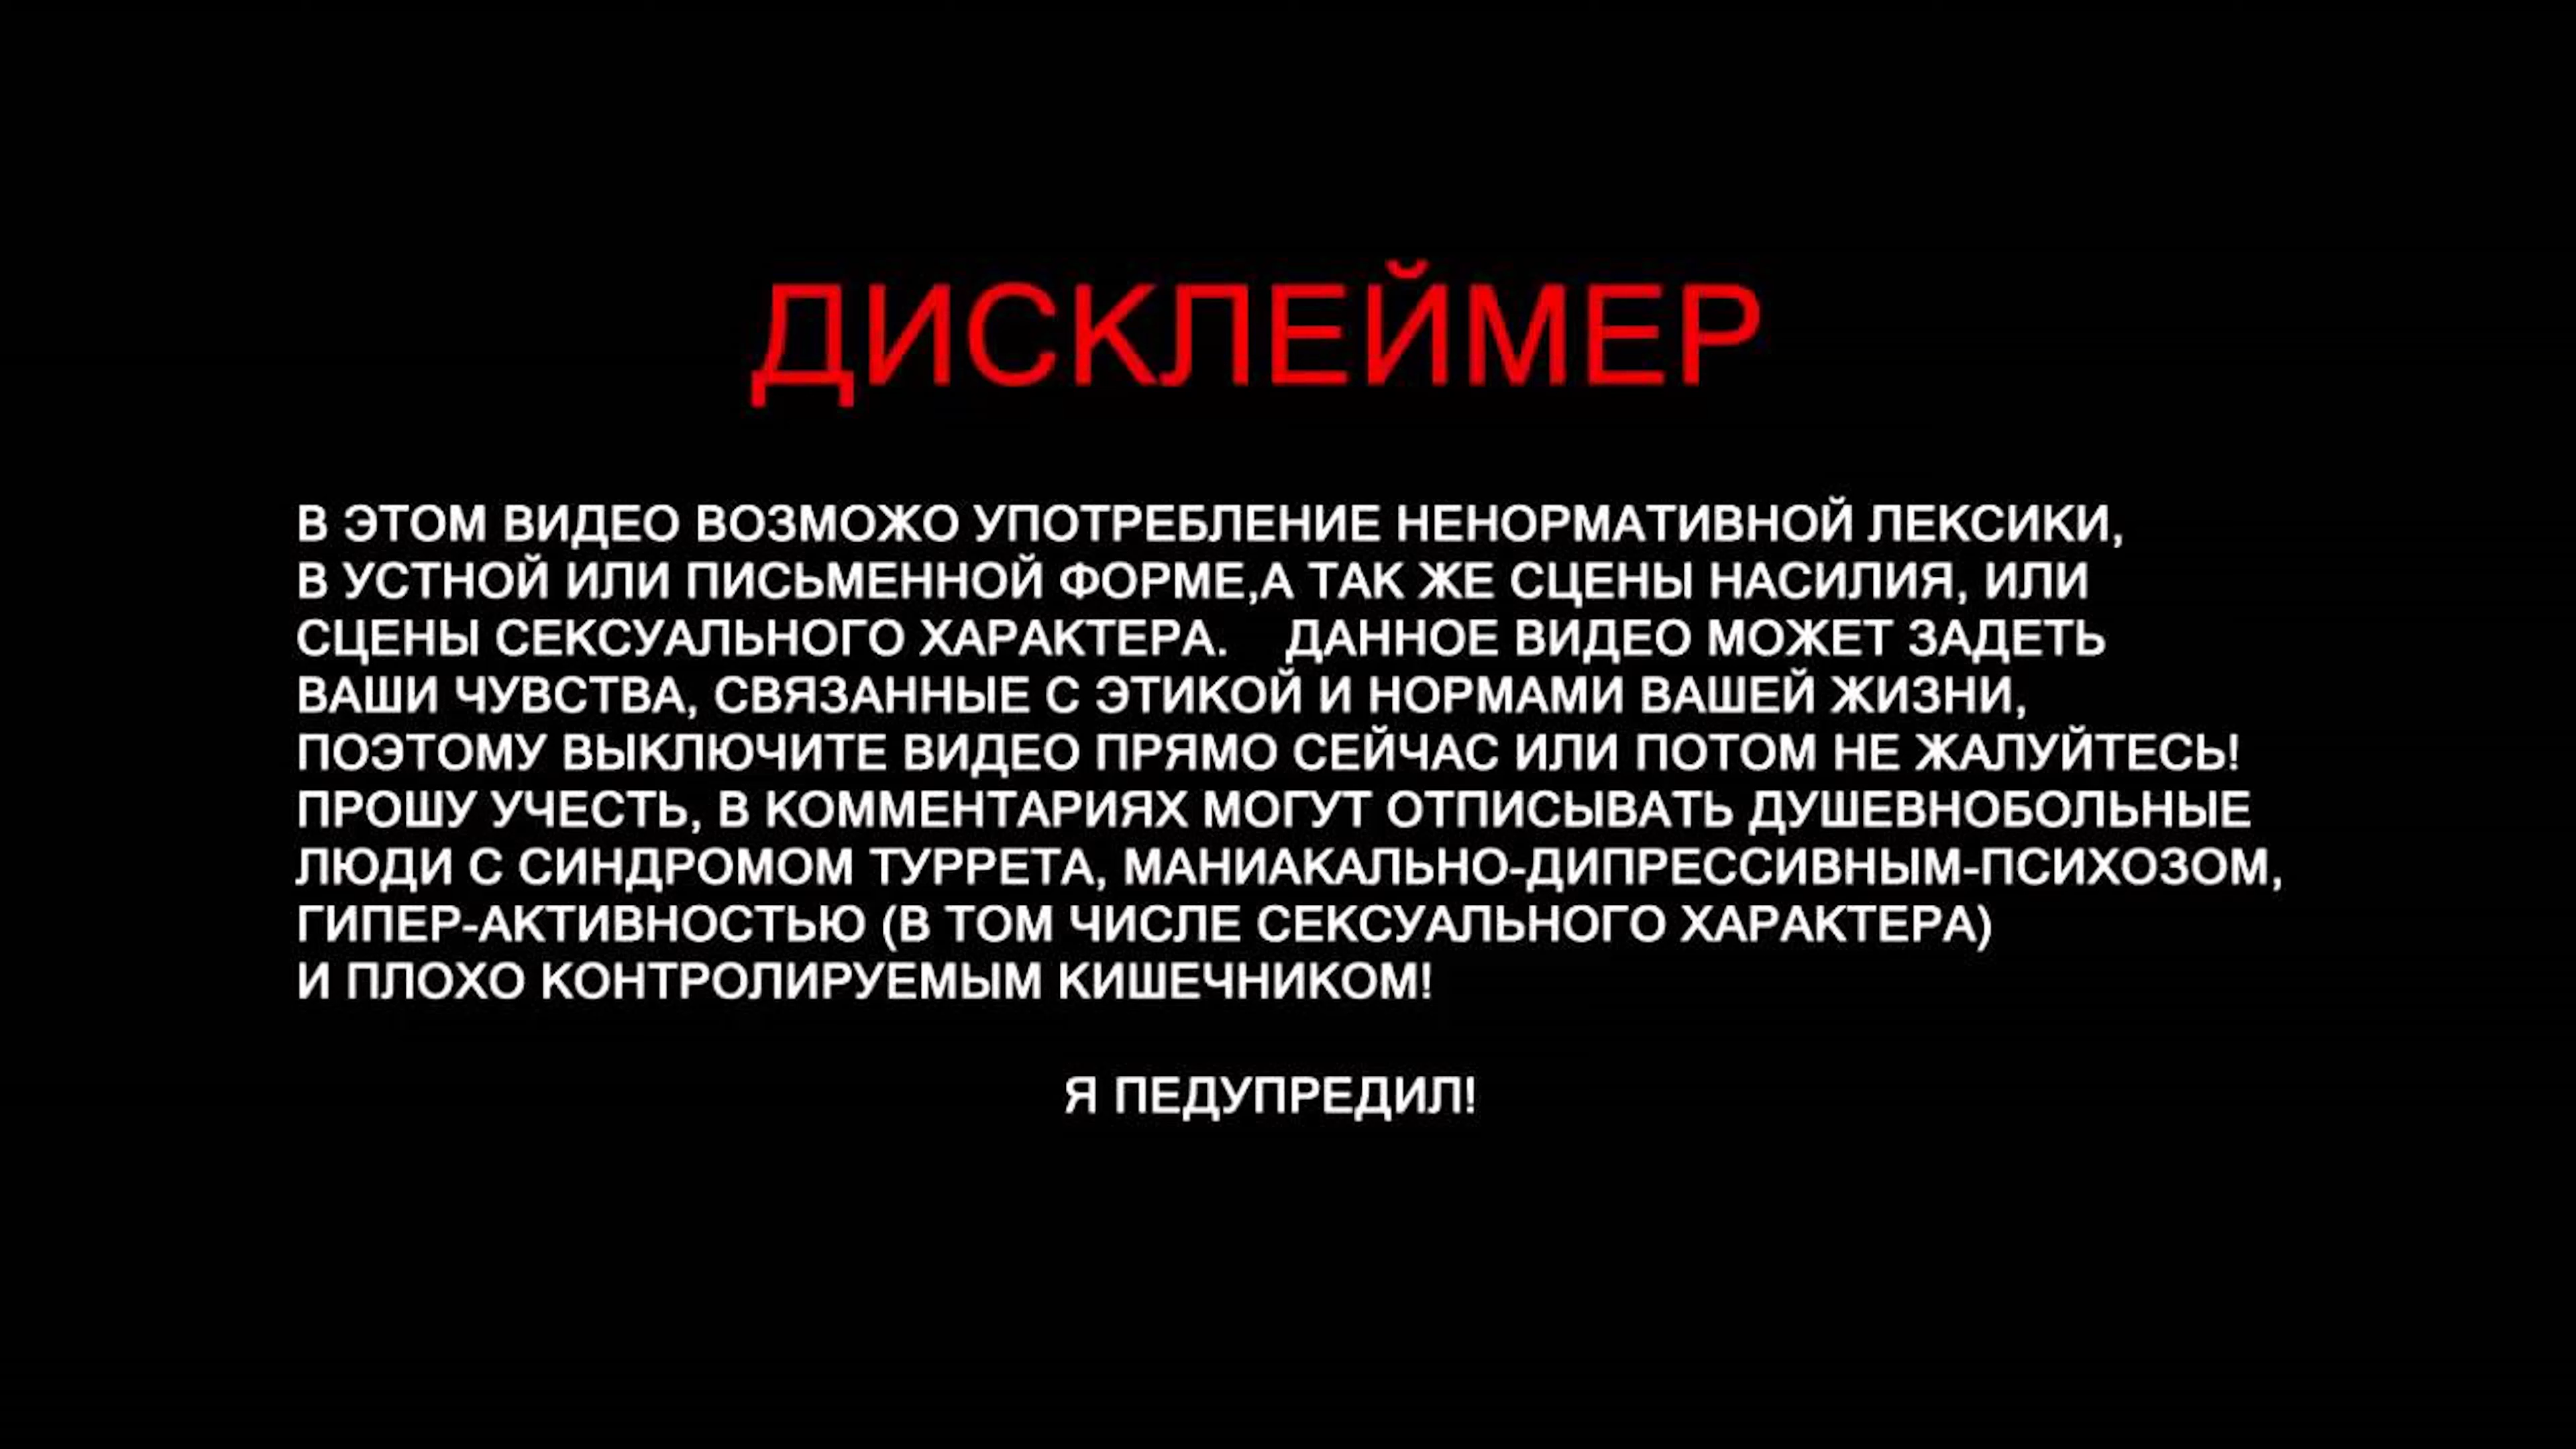 ДИСКЛЕЙМЕР
В ЭТОМ ВИДЕО ВОЗМОЖО УПОТРЕБЛЕНИЕ НЕНОРМАТИВНОЙ ЛЕКСИКИ,
В УСТНОЙ ИЛИ ПИСЬМЕННОЙ ФОРМЕ,А ТАК ЖЕ СЦЕНЫ НАСИЛИЯ, ИЛИ
СЦЕНЫ СЕКСУАЛЬНОГО ХАРАКТЕРА. ДАННОЕ ВИДЕО МОЖЕТ ЗАДЕТЬ
ВАШИ ЧУВСТВА, СВЯЗАННЫЕ С ЭТИКОЙ И НОРМАМИ ВАШЕЙ ЖИЗНИ,
ПОЭТОМУ ВЫКЛЮЧИТЕ ВИДЕО ПРЯМО СЕЙЧАС ИЛИ ПОТОМ НЕ ЖАЛУЙТЕСЬ!
ПРОШУ УЧЕСТЬ, В КОММЕНТАРИЯХ МОГУТ ОТПИСЫВАТЬ ДУШЕВНОБОЛЬНЫЕ
ЛЮДИ С СИНДРОМОМ ТУРРЕТА, МАНИАКАЛЬНО-ДИПРЕССИВНЫМ-ПСИХОЗОМ,
ГИПЕР-АКТИВНОСТЬЮ (В ТОМ ЧИСЛЕ СЕКСУАЛЬНОГО ХАРАКТЕРА)
И ПЛОХО КОНТРОЛИРУЕМЫМ КИШЕЧНИКОМ!
Я ПЕДУПРЕДИЛ!